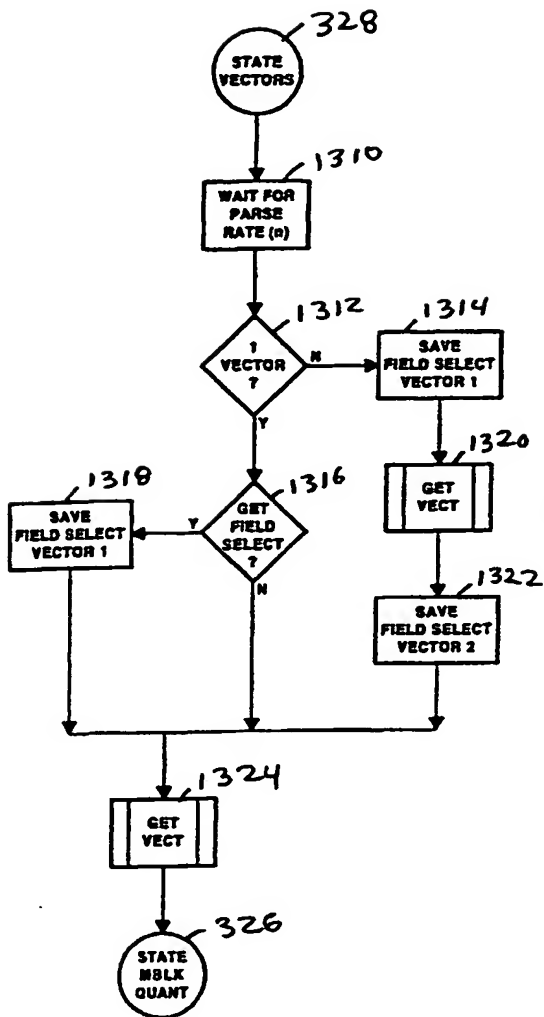 328
STATE
VECTORS
1310
WAIT FOR
PARSE
RATE (n)
1312
1
VECTOR
?
N
Y
1314
SAVE
FIELD SELECT
VECTOR 1
1320
GET
VECT
1322
SAVE
FIELD SELECT
VECTOR 2
1316
GET
FIELD
SELECT
?
Y
N
1318
SAVE
FIELD SELECT
VECTOR 1
1324
GET
VECT
326
STATE
MBLK
QUANT